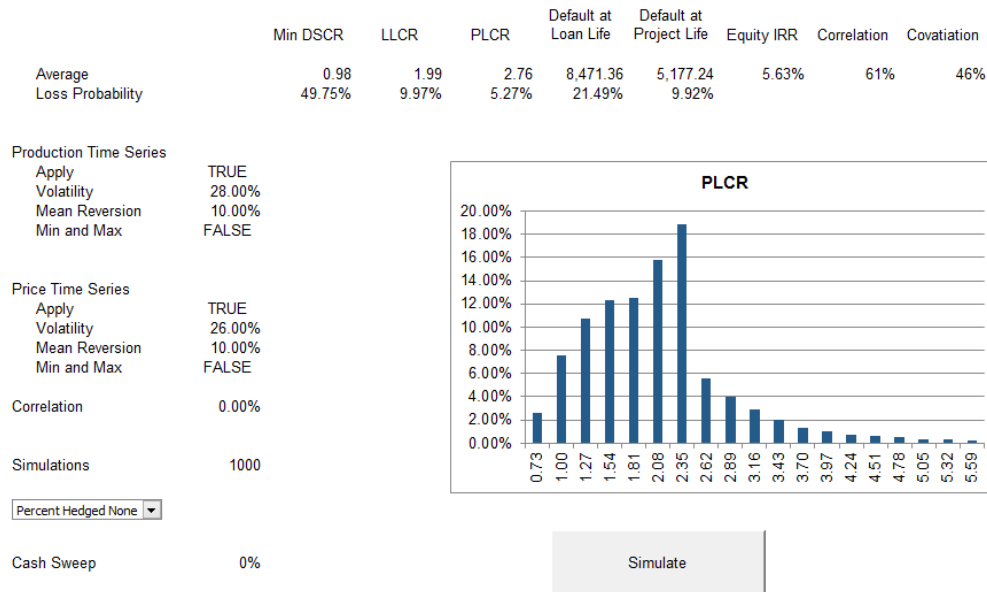 Min DSCR LLCR PLCR Default at Loan Life Default at Project Life Equity IRR Correlation Covatiation
Average 0.98 1.99 2.76 8,471.36 5,177.24 5.63% 61% 46%
Loss Probability 49.75% 9.97% 5.27% 21.49% 9.92%
Production Time Series
Apply TRUE
Volatility 28.00%
Mean Reversion 10.00%
Min and Max FALSE
Price Time Series
Apply TRUE
Volatility 26.00%
Mean Reversion 10.00%
Min and Max FALSE
Correlation 0.00%
Simulations 1000
Percent Hedged None
Cash Sweep 0%
PLCR
20.00%
18.00%
16.00%
14.00%
12.00%
10.00%
8.00%
6.00%
4.00%
2.00%
0.00%
0.73 1.00 1.27 1.54 1.81 2.08 2.35 2.62 2.89 3.16 3.43 3.70 3.97 4.24 4.51 4.78 5.05 5.32 5.59
Simulate